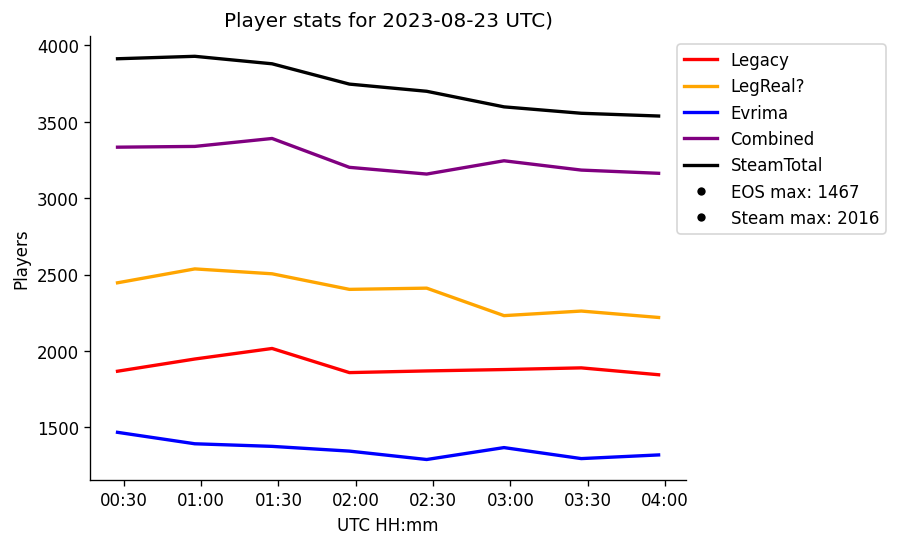 Player stats for 2023-08-23 UTC)
4000
3500
3000
2500
2000
1500
Players
00:30 01:00 01:30 02:00 02:30 03:00 03:30 04:00
UTC HH:mm
Legacy
LegReal?
Evrima
Combined
SteamTotal
EOS max: 1467
Steam max: 2016